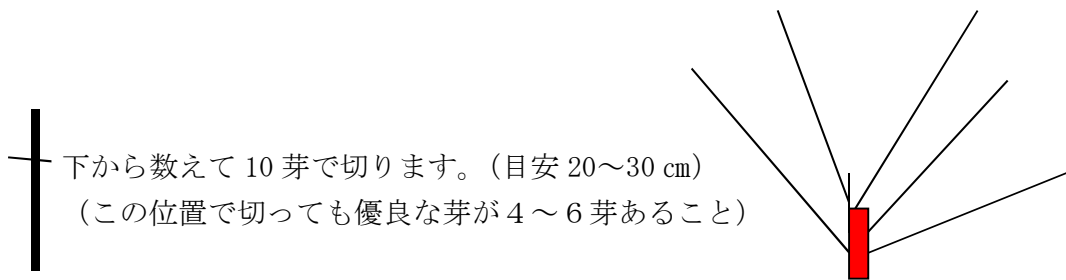 下から数えて 10 芽で切ります。（目安 20～30 ㎝）
（この位置で切っても優良な芽が４～６芽あること）